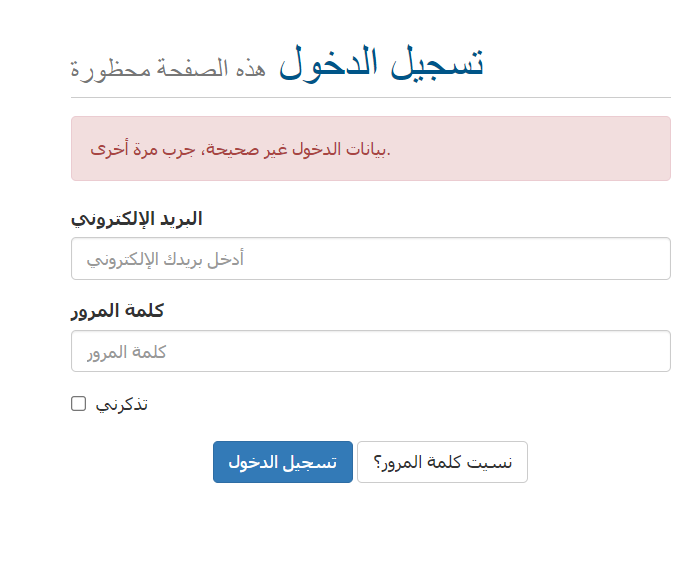 تسجيل الدخول هذه الصفحة محظورة
بيانات الدخول غير صحيحة، جرب مرة أخرى.
البريد الإلكتروني
أدخل بريدك الإلكتروني
كلمة المرور
كلمة المرور
تذكرني
تسجيل الدخول نسيت كلمة المرور؟